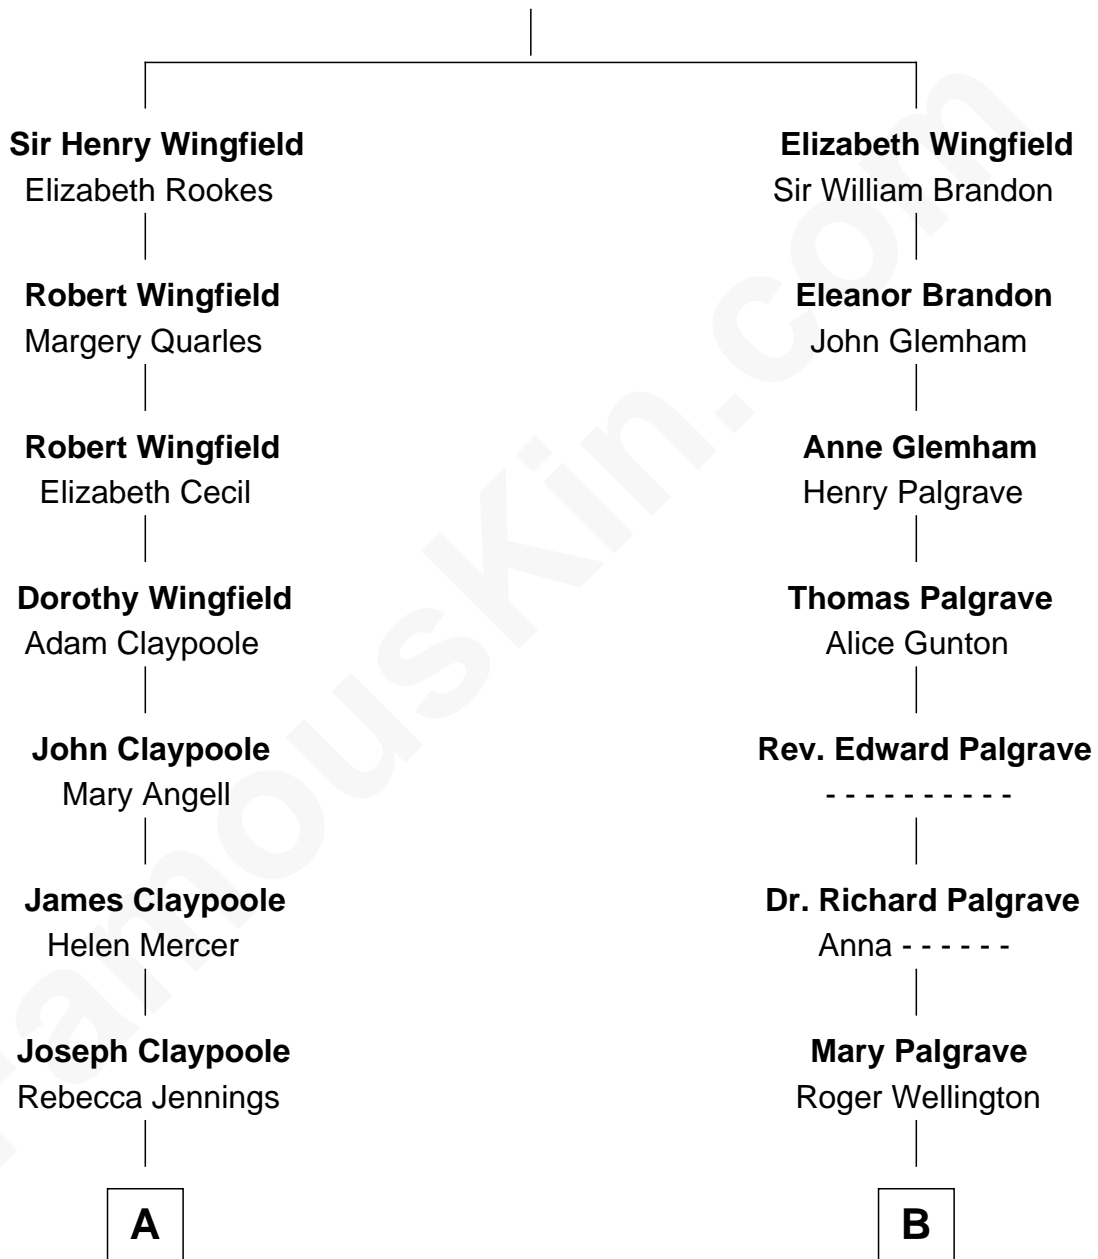 Sir Henry Wingfield
Elizabeth Rookes
Elizabeth Wingfield
Sir William Brandon
Robert Wingfield
Margery Quarles
Eleanor Brandon
John Glemham
Robert Wingfield
Elizabeth Cecil
Anne Glemham
Henry Palgrave
Dorothy Wingfield
Adam Claypoole
Thomas Palgrave
Alice Gunton
John Claypoole
Mary Angell
Rev. Edward Palgrave
- - - - - - - - - -
James Claypoole
Helen Mercer
Dr. Richard Palgrave
Anna - - - - - -
Joseph Claypoole
Rebecca Jennings
Mary Palgrave
Roger Wellington
A
B
FamousKin.com